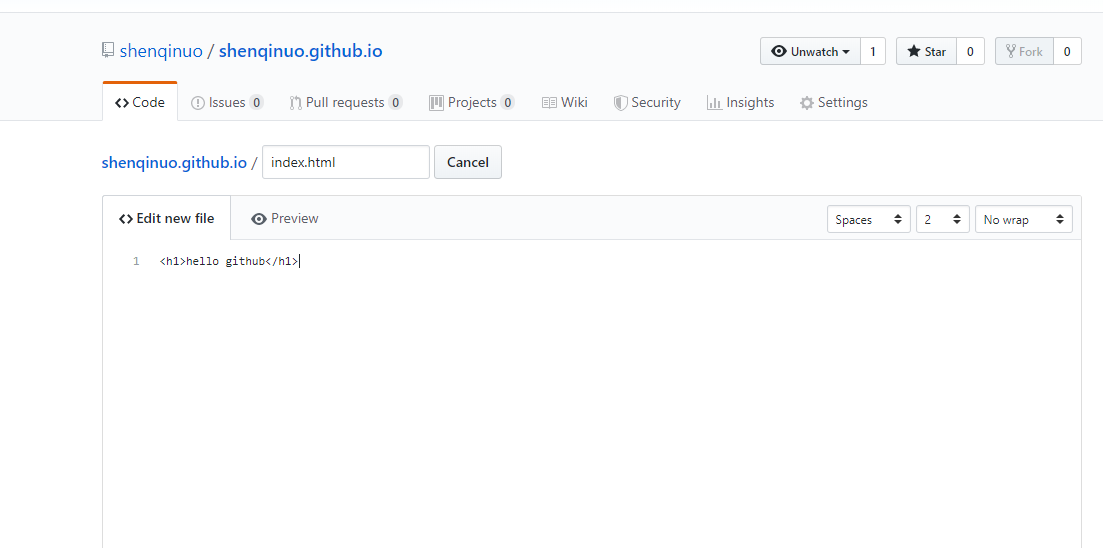 shenqinuo / shenqinuo.github.io Unwatch 1 Star 0 Fork 0
Code Issues 0 Pull requests 0 Projects 0 Wiki Security Insights Settings
shenqinuo.github.io / index.html Cancel
Edit new file Preview Spaces 2 No wrap
1 <h1>hello github</h1>